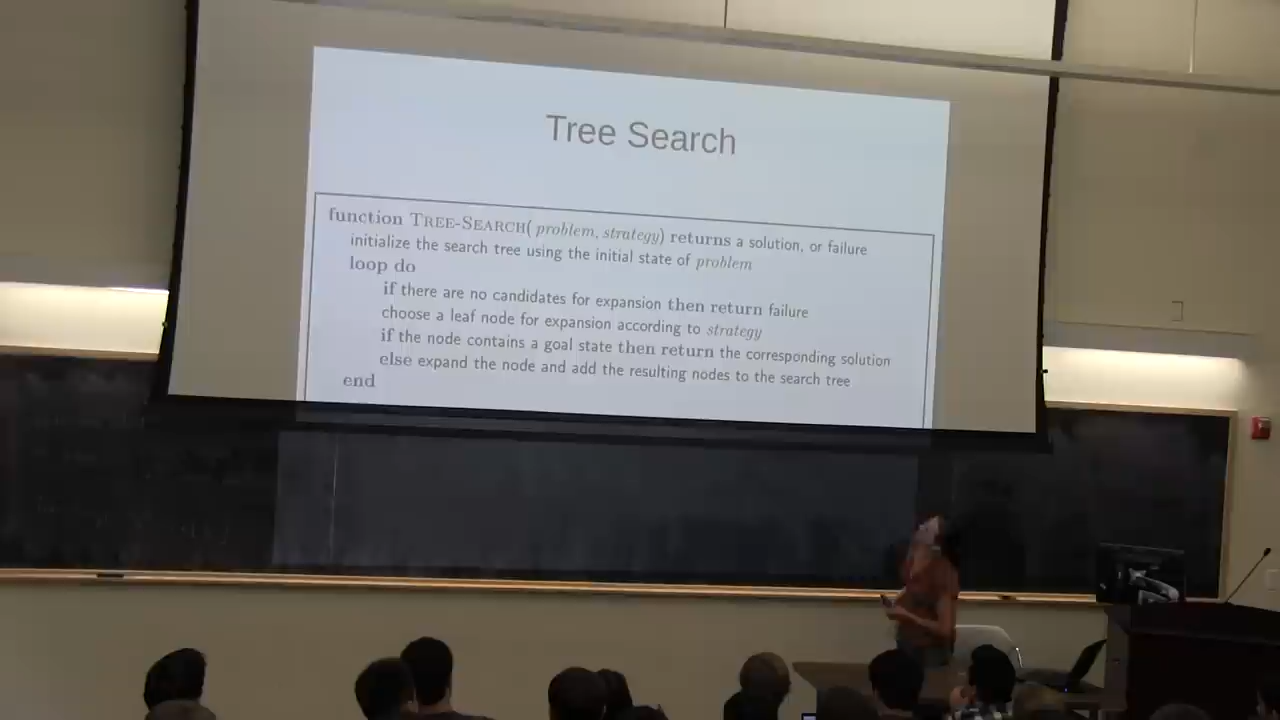 Tree Search
function TREE-SEARCH( problem, strategy) returns a solution, or failure
initialize the search tree using the initial state of problem
loop do
if there are no candidates for expansion then return failure
choose a leaf node for expansion according to strategy
if the node contains a goal state then return the corresponding solution
else expand the node and add the resulting nodes to the search tree
end